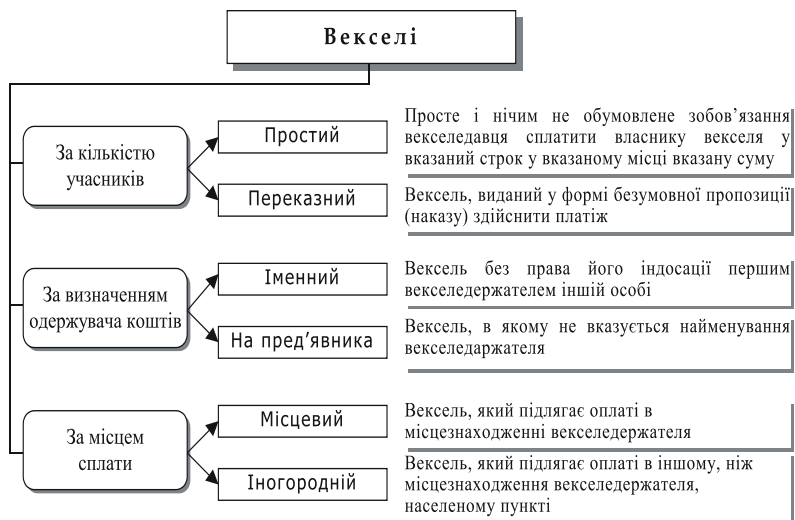 Векселі
За кількістю
учасників
Простий
Просте і нічим не обумовлене зобов’язання
векселедавця сплатити власнику векселя у
вказаний строк у вказаному місці вказану суму
Переказний
Вексель, виданий у формі безумовної пропозиції
(наказу) здійснити платіж
За визначенням
одержувача коштів
Іменний
Вексель без права його індосації першим
векселедержателем іншій особі
На пред’явника
Вексель, в якому не вказується найменування
векселедаржателя
За місцем
сплати
Місцевий
Вексель, який підлягає оплаті в
місцезнаходженні векселедержателя
Іногородній
Вексель, який підлягає оплаті в іншому, ніж
місцезнаходження векселедержателя,
населеному пункті